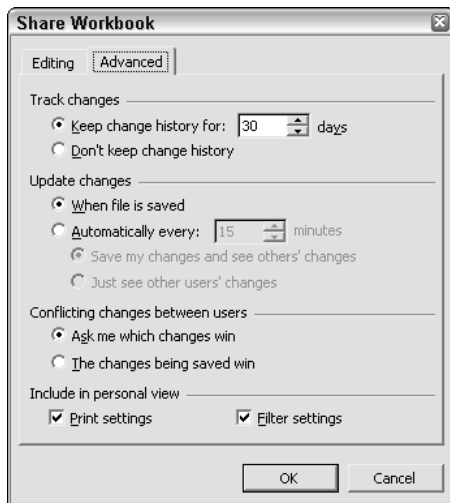 Share Workbook
Editing Advanced
Track changes
Keep change history for: 30 days
Don't keep change history
Update changes
When file is saved
Automatically every: 15 minutes
Save my changes and see others' changes
Just see other users' changes
Conflicting changes between users
Ask me which changes win
The changes being saved win
Include in personal view
Print settings Filter settings
OK Cancel